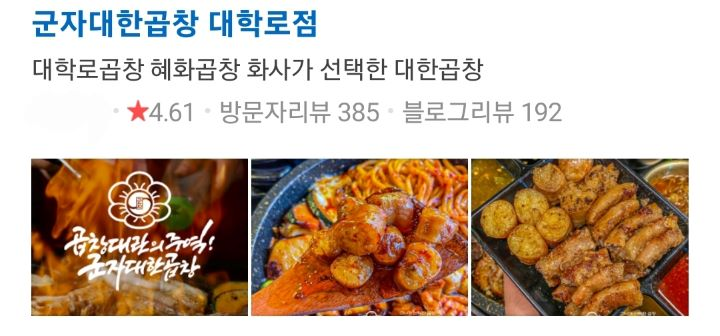 군자대한곱창 대학로점
대학로곱창 혜화곱창 화사가 선택한 대한곱창
★4.61 · 방문자리뷰 385 · 블로그리뷰 192
곱창대란의 주역!
군자대한곱창